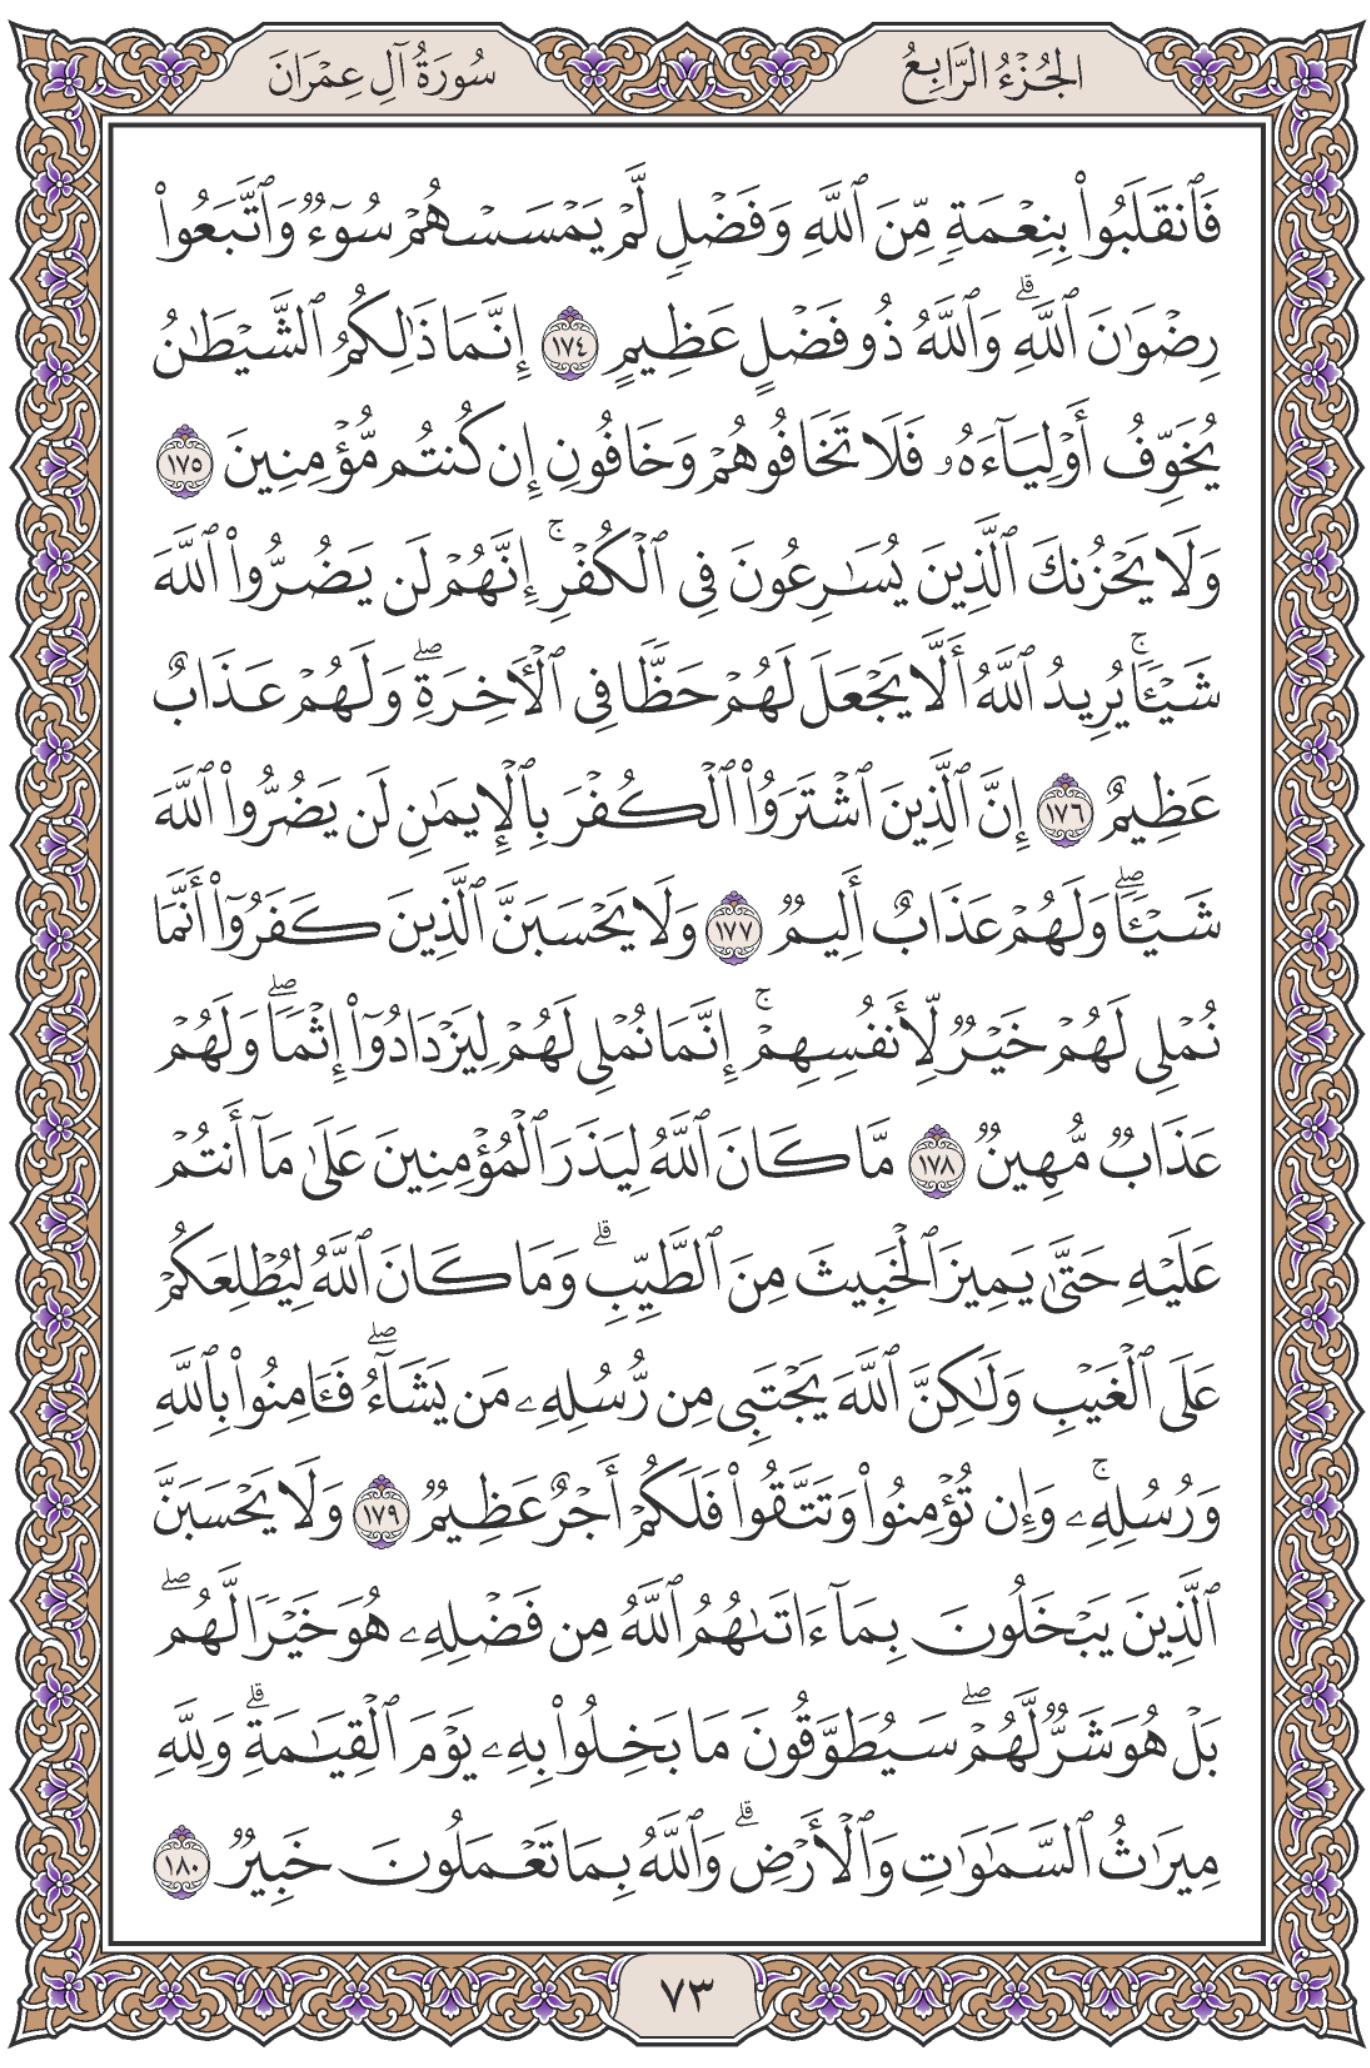 الجُزْءُ الرَّابِعُ
سُورَةُ آلِ عِمْرَانَ
فَٱنقَلَبُوا۟ بِنِعْمَةٍ مِّنَ ٱللَّهِ وَفَضْلٍ لَّمْ يَمْسَسْهُمْ سُوٓءٌ وَٱتَّبَعُوا۟
رِضْوَٰنَ ٱللَّهِ ۗ وَٱللَّهُ ذُو فَضْلٍ عَظِيمٍ ١٧٤ إِنَّمَا ذَٰلِكُمُ ٱلشَّيْطَٰنُ
يُخَوِّفُ أَوْلِيَآءَهُۥ فَلَا تَخَافُوهُمْ وَخَافُونِ إِن كُنتُم مُّؤْمِنِينَ ١٧٥
وَلَا يَحْزُنكَ ٱلَّذِينَ يُسَٰرِعُونَ فِى ٱلْكُفْرِ ۚ إِنَّهُمْ لَن يَضُرُّوا۟ ٱللَّهَ
شَيْـًٔا ۚ يُرِيدُ ٱللَّهُ أَلَّا يَجْعَلَ لَهُمْ حَظًّا فِى ٱلْـَٔاخِرَةِ ۖ وَلَهُمْ عَذَابٌ
عَظِيمٌ ١٧٦ إِنَّ ٱلَّذِينَ ٱشْتَرَوُا۟ ٱلْكُفْرَ بِٱلْإِيمَٰنِ لَن يَضُرُّوا۟ ٱللَّهَ
شَيْـًٔا ۖ وَلَهُمْ عَذَابٌ أَلِيمٌ ١٧٧ وَلَا يَحْسَبَنَّ ٱلَّذِينَ كَفَرُوٓا۟ أَنَّمَا
نُمْلِى لَهُمْ خَيْرٌ لِّأَنفُسِهِمْ ۚ إِنَّمَا نُمْلِى لَهُمْ لِيَزْدَادُوٓا۟ إِثْمًا ۖ وَلَهُمْ
عَذَابٌ مُّهِينٌ ١٧٨ مَّا كَانَ ٱللَّهُ لِيَذَرَ ٱلْمُؤْمِنِينَ عَلَىٰ مَآ أَنتُمْ
عَلَيْهِ حَتَّىٰ يَمِيزَ ٱلْخَبِيثَ مِنَ ٱلطَّيِّبِ ۗ وَمَا كَانَ ٱللَّهُ لِيُطْلِعَكُمْ
عَلَى ٱلْغَيْبِ وَلَٰكِنَّ ٱللَّهَ يَجْتَبِى مِن رُّسُلِهِۦ مَن يَشَآءُ ۖ فَـَٔامِنُوا۟ بِٱللَّهِ
وَرُسُلِهِۦ ۚ وَإِن تُؤْمِنُوا۟ وَتَتَّقُوا۟ فَلَكُمْ أَجْرٌ عَظِيمٌ ١٧٩ وَلَا يَحْسَبَنَّ
ٱلَّذِينَ يَبْخَلُونَ بِمَآ ءَاتَىٰهُمُ ٱللَّهُ مِن فَضْلِهِۦ هُوَ خَيْرًا لَّهُم ۖ
بَلْ هُوَ شَرٌّ لَّهُمْ ۖ سَيُطَوَّقُونَ مَا بَخِلُوا۟ بِهِۦ يَوْمَ ٱلْقِيَٰمَةِ ۗ وَلِلَّهِ
مِيرَٰثُ ٱلسَّمَٰوَٰتِ وَٱلْأَرْضِ ۗ وَٱللَّهُ بِمَا تَعْمَلُونَ خَبِيرٌ ١٨٠
٧٣